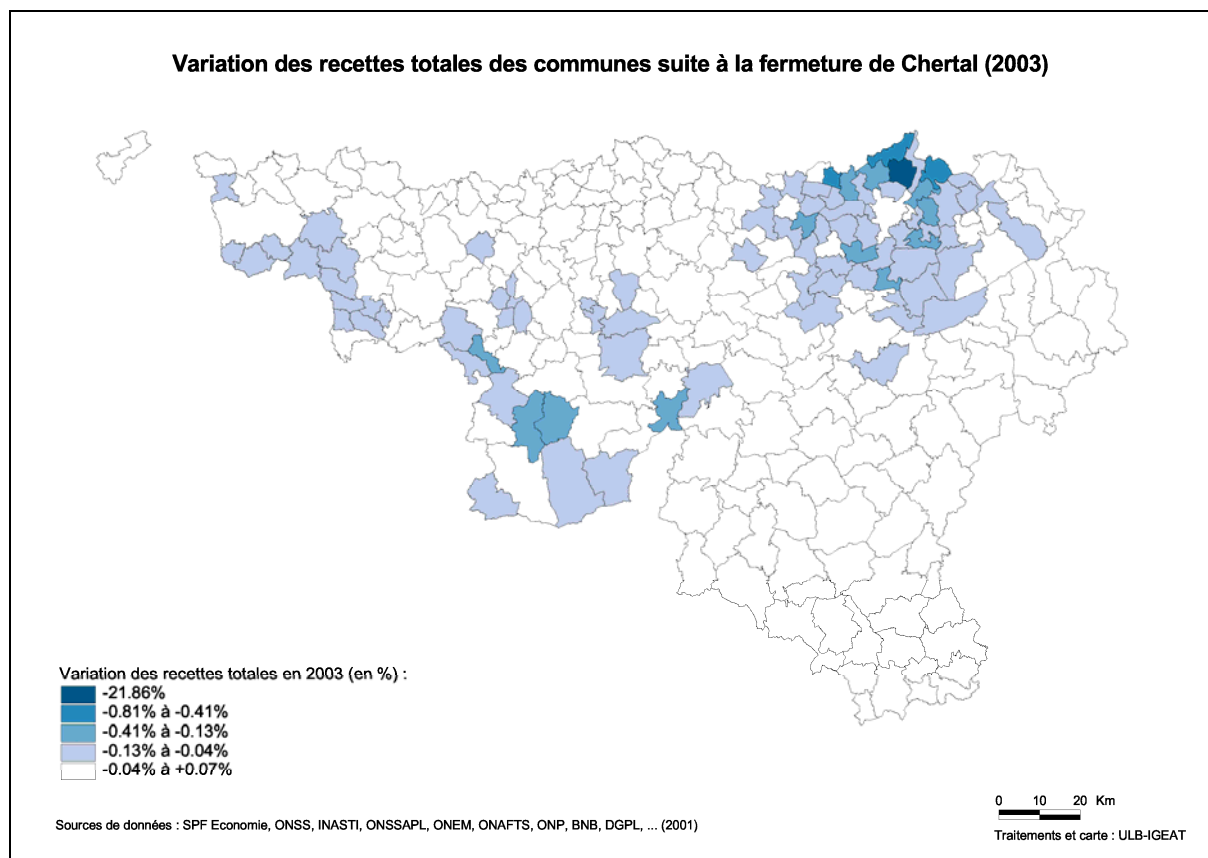 Variation des recettes totales des communes suite à la fermeture de Chertal (2003)
Variation des recettes totales en 2003 (en %) :
-21.86%
-0.81% à -0.41%
-0.41% à -0.13%
-0.13% à -0.04%
-0.04% à +0.07%
0 10 20 Km
Sources de données : SPF Economie, ONSS, INASTI, ONSSAPL, ONEM, ONAFTS, ONP, BNB, DGPL, ... (2001)
Traitements et carte : ULB-IGEAT